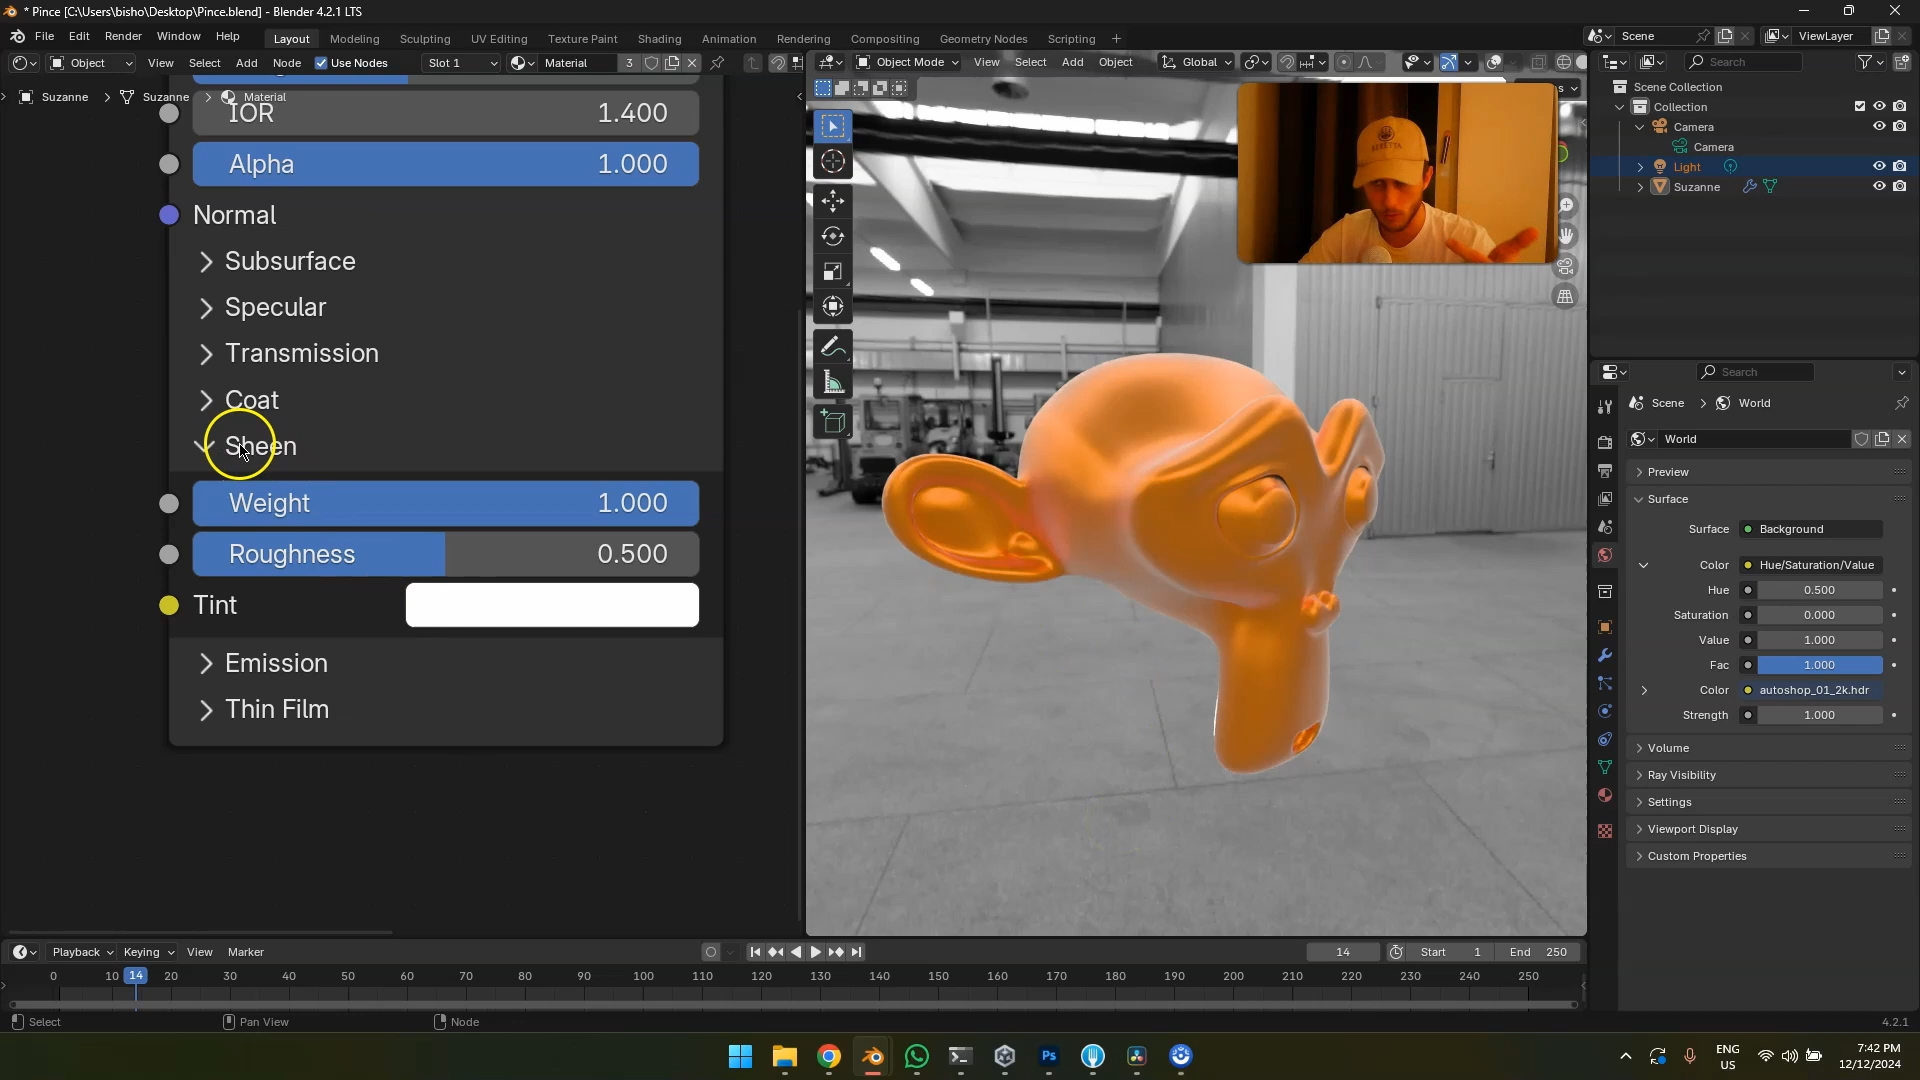 * Pince [C:\Users\bisho\Desktop\Pince.blend] - Blender 4.2.1 LTS
File Edit Render Window Help Layout Modeling Sculpting UV Editing Texture Paint Shading Animation Rendering Compositing Geometry Nodes Scripting + Scene ViewLayer
Object View Select Add Node Use Nodes Slot 1 Material 3 Object Mode View Select Add Object Global Search
Suzanne > Suzanne > Material
IOR 1.400
Alpha 1.000
Normal
Subsurface
Specular
Transmission
Coat
Sheen
Weight 1.000
Roughness 0.500
Tint
Emission
Thin Film
BERETTA
Scene Collection
Collection
Camera
Camera
Light
Suzanne
Search
Scene > World
World
Preview
Surface
Surface Background
Color Hue/Saturation/Value
Hue 0.500
Saturation 0.000
Value 1.000
Fac 1.000
Color autoshop_01_2k.hdr
Strength 1.000
Volume
Ray Visibility
Settings
Viewport Display
Custom Properties
Playback Keying View Marker 14 Start 1 End 250
0 10 14 20 30 40 50 60 70 80 90 100 110 120 130 140 150 160 170 180 190 200 210 220 230 240 250
Select Pan View Node 4.2.1
Ps ENG US 7:42 PM
12/12/2024